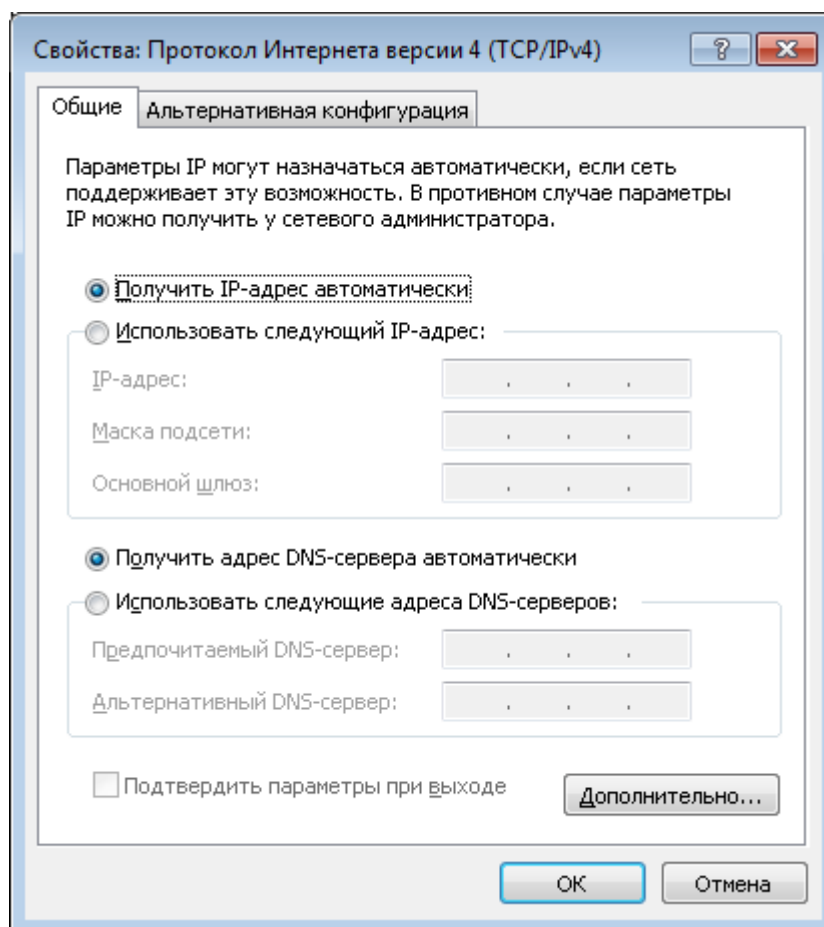 Свойства: Протокол Интернета версии 4 (TCP/IPv4)
?
Общие
Альтернативная конфигурация
Параметры IP могут назначаться автоматически, если сеть
поддерживает эту возможность. В противном случае параметры
IP можно получить у сетевого администратора.
Получить IP-адрес автоматически
Использовать следующий IP-адрес:
IP-адрес: . . .
Маска подсети: . . .
Основной шлюз: . . .
Получить адрес DNS-сервера автоматически
Использовать следующие адреса DNS-серверов:
Предпочитаемый DNS-сервер: . . .
Альтернативный DNS-сервер: . . .
Подтвердить параметры при выходе
Дополнительно...
ОК
Отмена